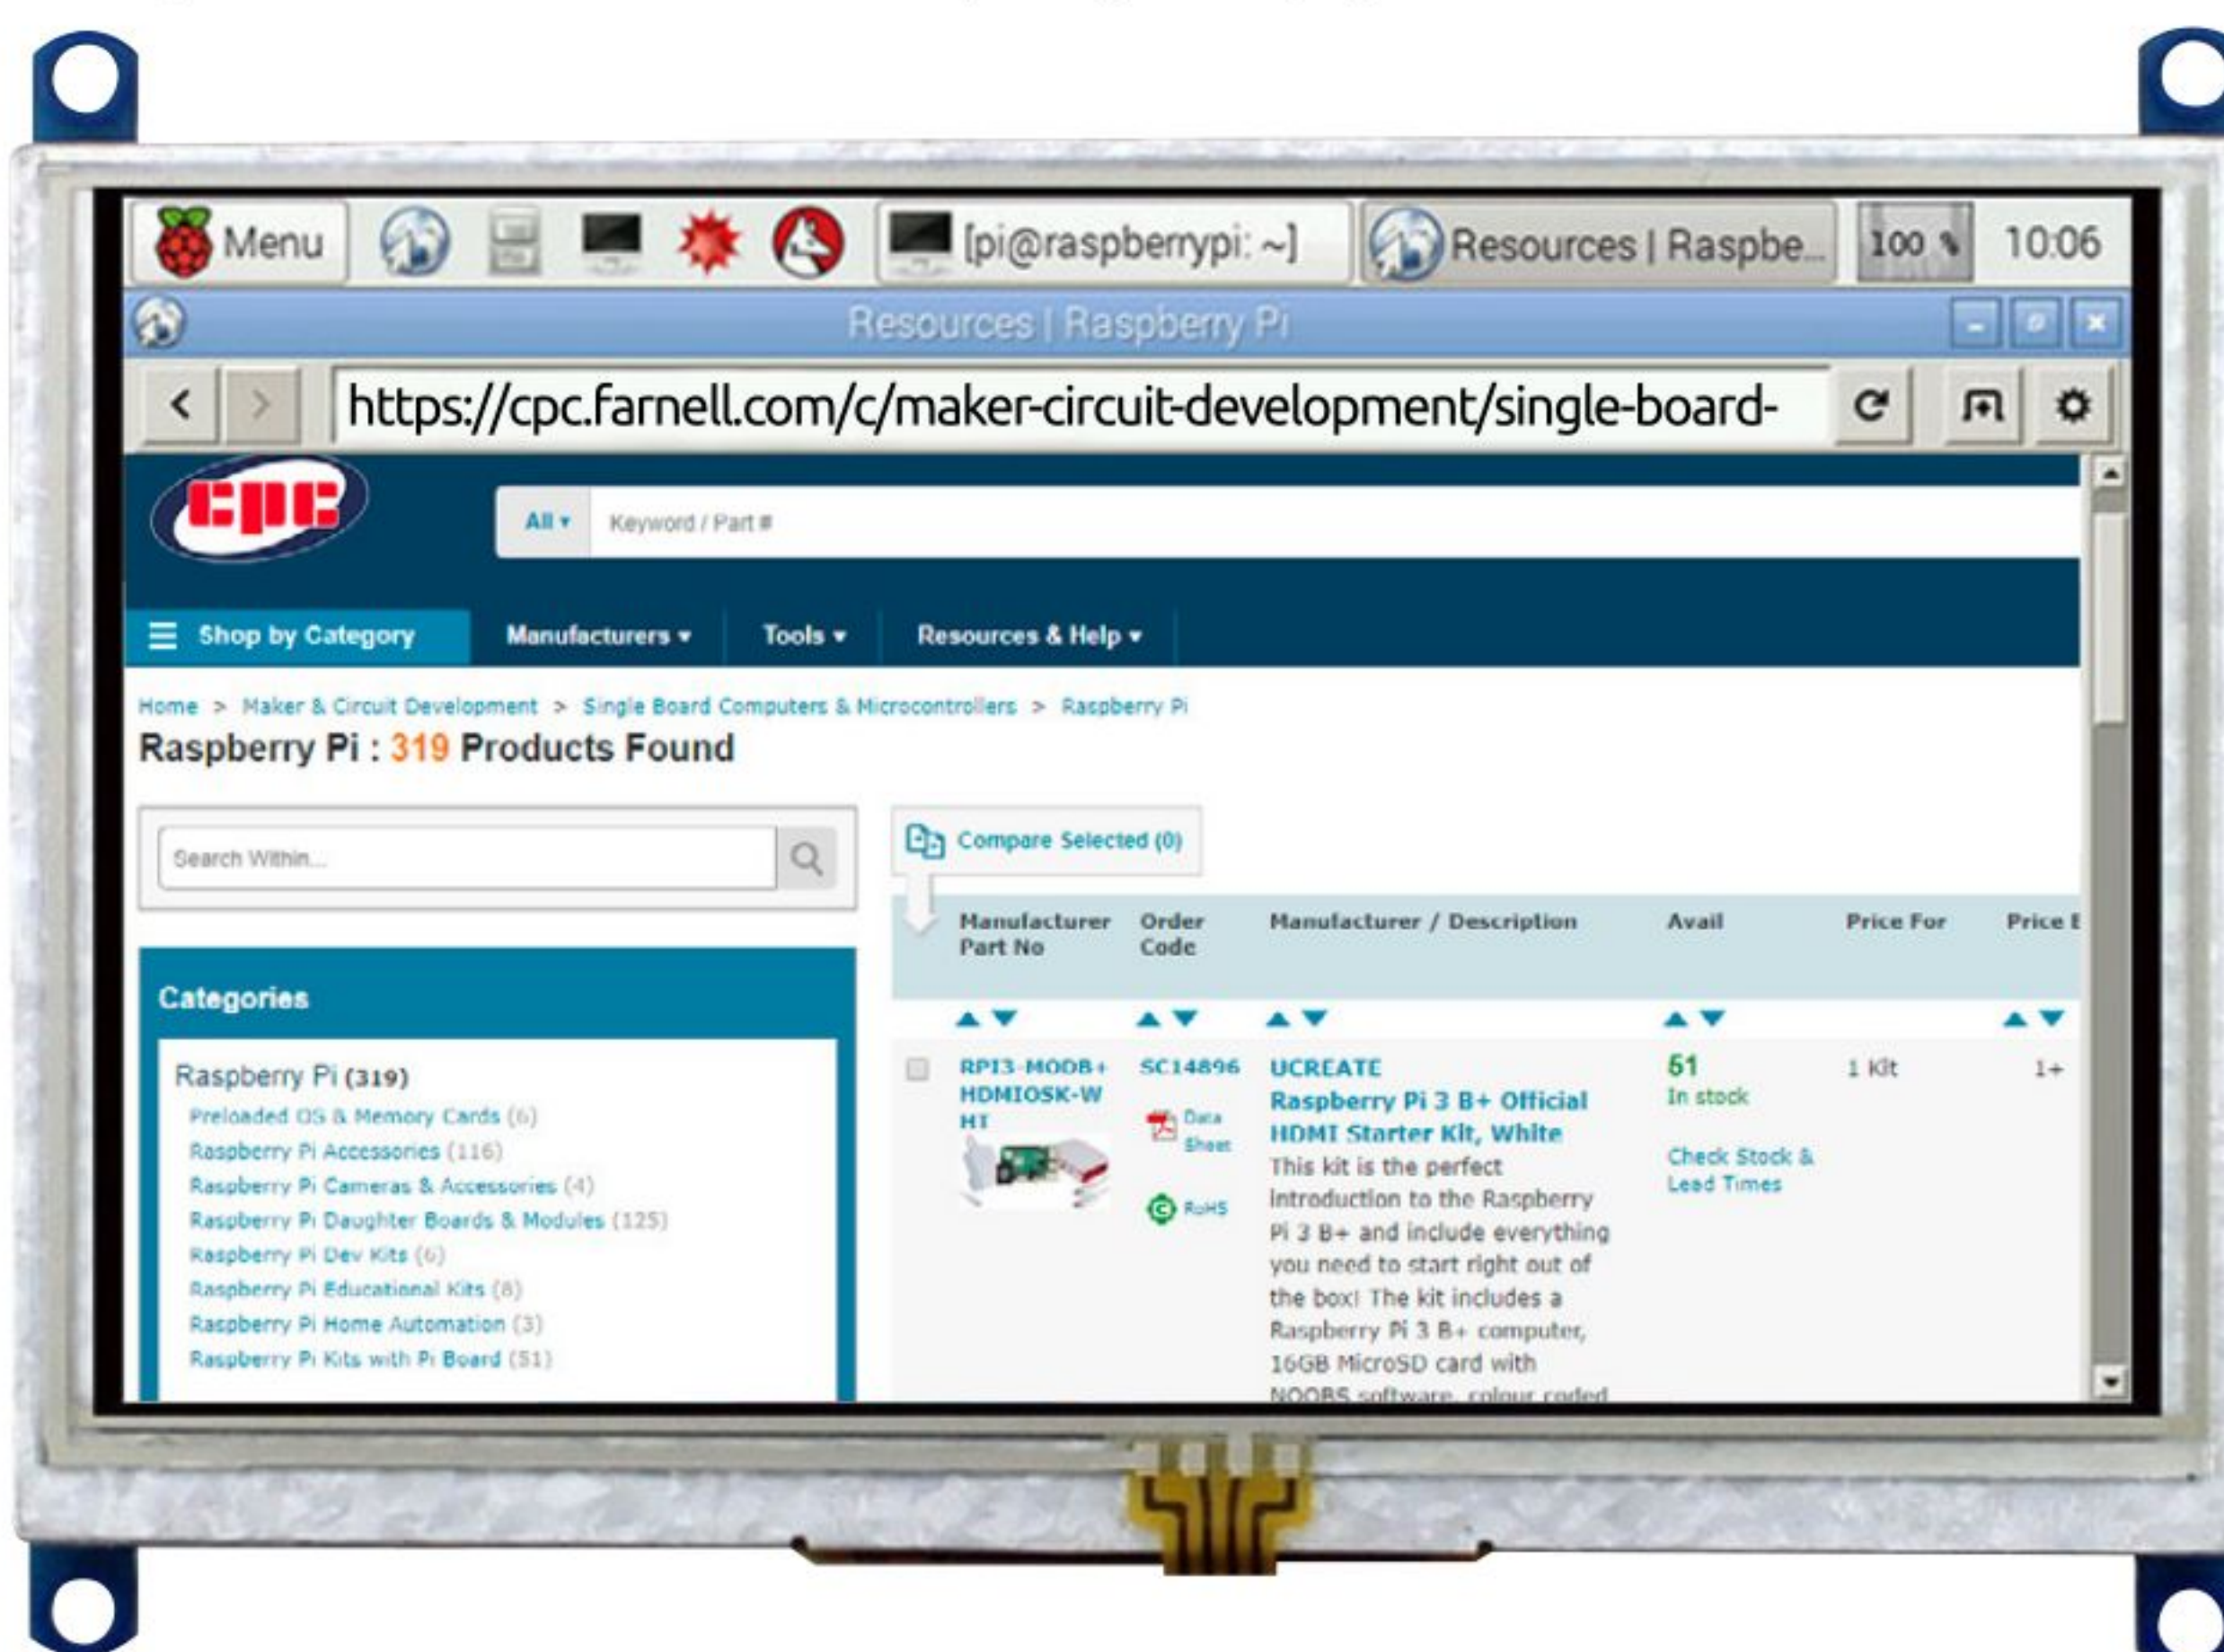 Menu
[pi@raspberrypi: ~]
Resources | Raspbe...
100 %
10:06
Resources | Raspberry Pi
https://cpc.farnell.com/c/maker-circuit-development/single-board-
cpc
All
Keyword / Part #
Shop by Category
Manufacturers
Tools
Resources & Help
Home > Maker & Circuit Development > Single Board Computers & Microcontrollers > Raspberry Pi
Raspberry Pi : 319 Products Found
Search Within...
Categories
Raspberry Pi (319)
Preloaded OS & Memory Cards (6)
Raspberry Pi Accessories (116)
Raspberry Pi Cameras & Accessories (4)
Raspberry Pi Daughter Boards & Modules (125)
Raspberry Pi Dev Kits (6)
Raspberry Pi Educational Kits (8)
Raspberry Pi Home Automation (3)
Raspberry Pi Kits with Pi Board (51)
Compare Selected (0)
Manufacturer
Part No
Order
Code
Manufacturer / Description
Avail
Price For
Price
RPI3-MODB+
HDMIOSK-W
HT
SC14896
Data
Sheet
RoHS
UCREATE
Raspberry Pi 3 B+ Official
HDMI Starter Kit, White
This kit is the perfect
introduction to the Raspberry
Pi 3 B+ and include everything
you need to start right out of
the box! The kit includes a
Raspberry Pi 3 B+ computer,
16GB MicroSD card with
NOOBS software, colour coded
51
In stock
Check Stock &
Lead Times
1 Kit
1+